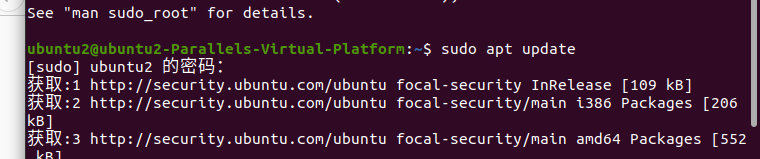 See "man sudo_root" for details.
ubuntu2@ubuntu2-Parallels-Virtual-Platform:~$ sudo apt update
[sudo] ubuntu2 的密码：
获取:1 http://security.ubuntu.com/ubuntu focal-security InRelease [109 kB]
获取:2 http://security.ubuntu.com/ubuntu focal-security/main i386 Packages [206
kB]
获取:3 http://security.ubuntu.com/ubuntu focal-security/main amd64 Packages [552
kB]